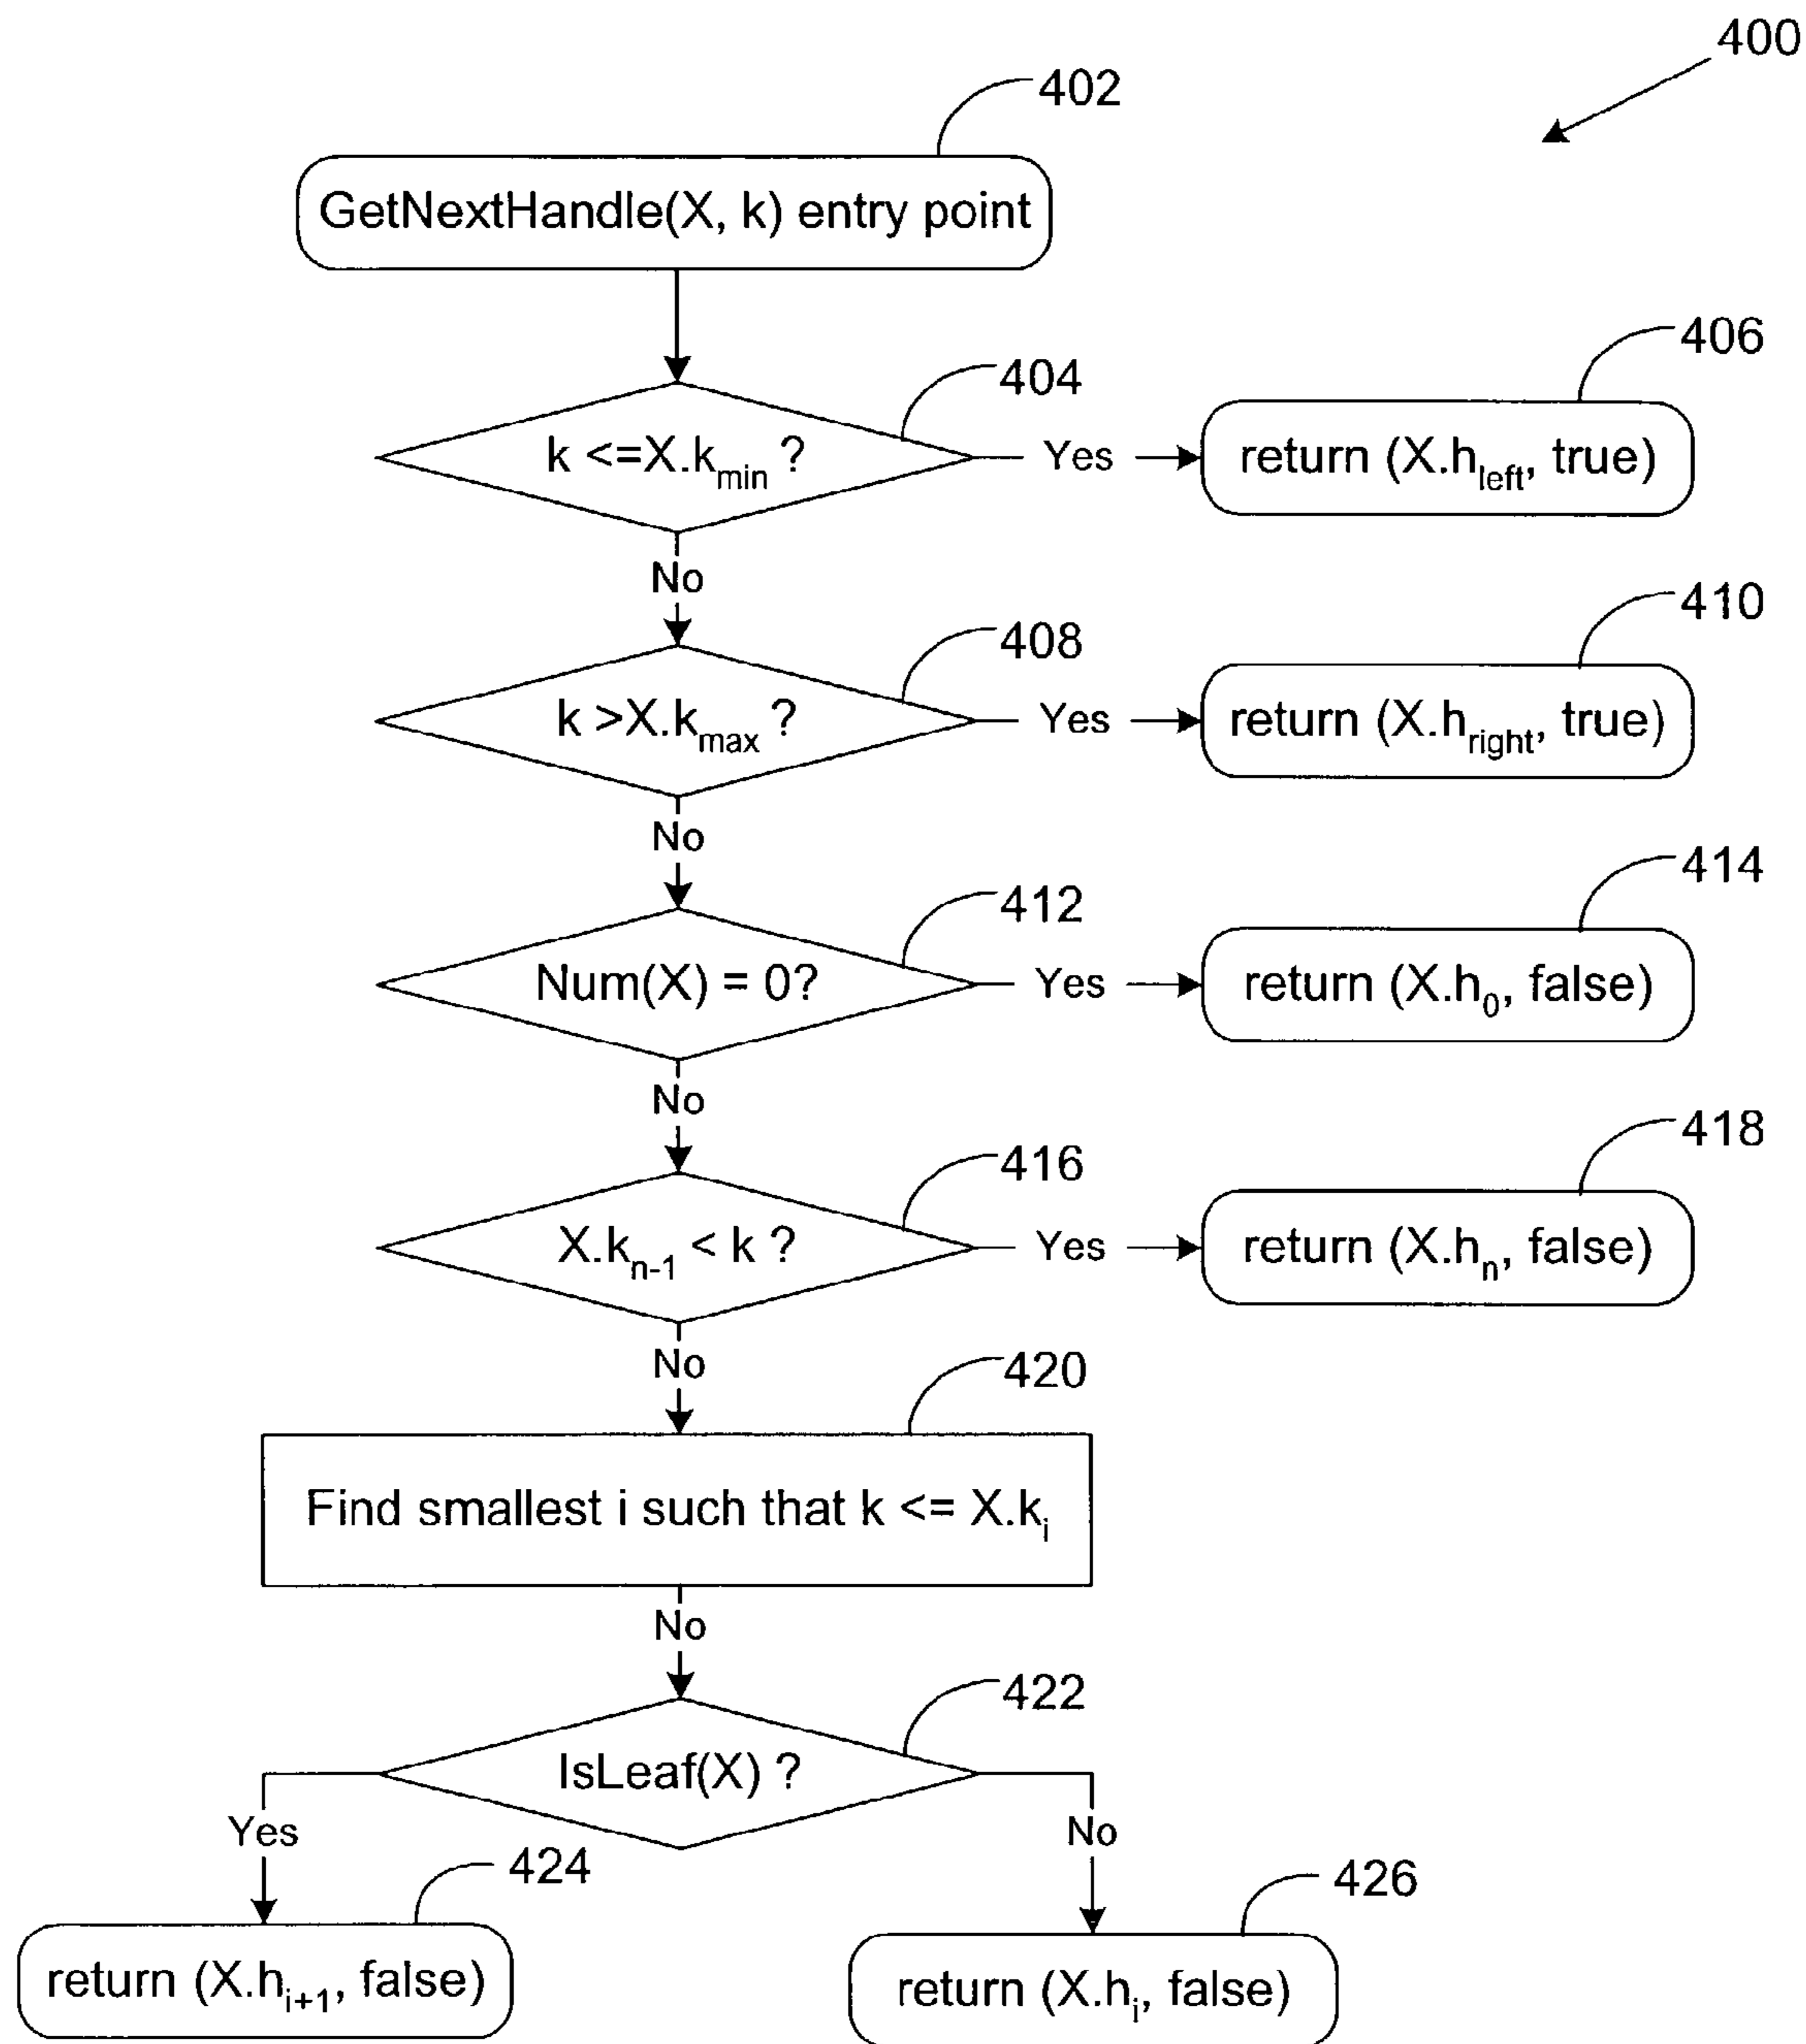 400
402
GetNextHandle(X, k) entry point
404
k <=X.kmin ?
Yes
406
return (X.hleft, true)
No
408
k >X.kmax ?
Yes
410
return (X.hright, true)
No
412
Num(X) = 0?
Yes
414
return (X.h0, false)
No
416
X.kn-1 < k ?
Yes
418
return (X.hn, false)
No
420
Find smallest i such that k <= X.ki
No
422
IsLeaf(X) ?
Yes
No
424
return (X.hi+1, false)
426
return (X.hi, false)